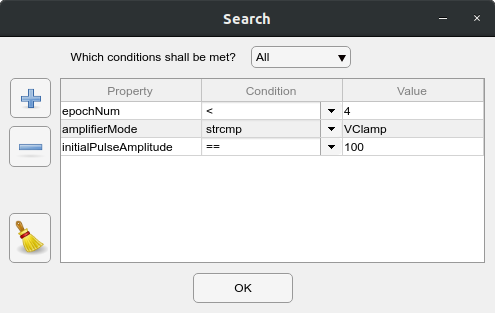 Search
Which conditions shall be met? All
Property Condition Value
epochNum < 4
amplifierMode strcmp VClamp
initialPulseAmplitude == 100
OK